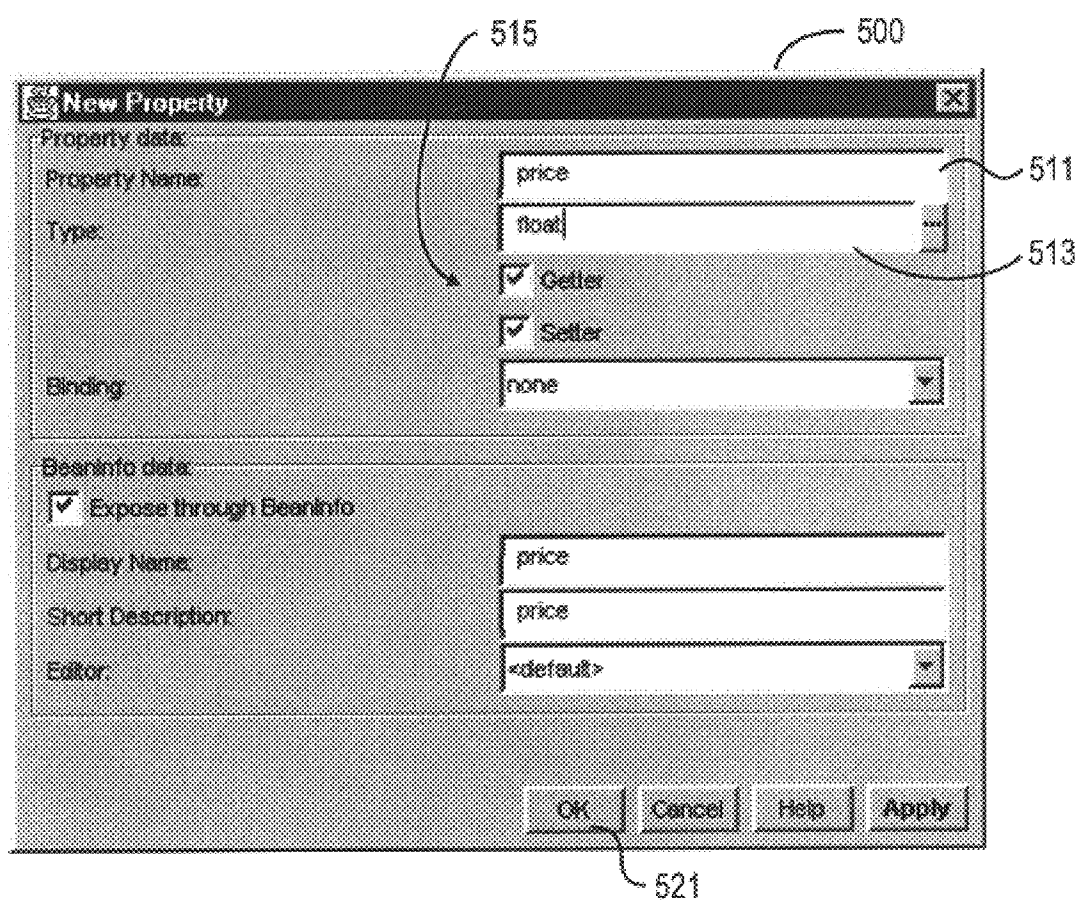 515
500
New Property
Property data:
Property Name: price
511
Type: float
513
Getter
Setter
Binding: none
BeanInfo data:
Expose through BeanInfo
Display Name: price
Short Description: price
Editor: <default>
OK Cancel Help Apply
521